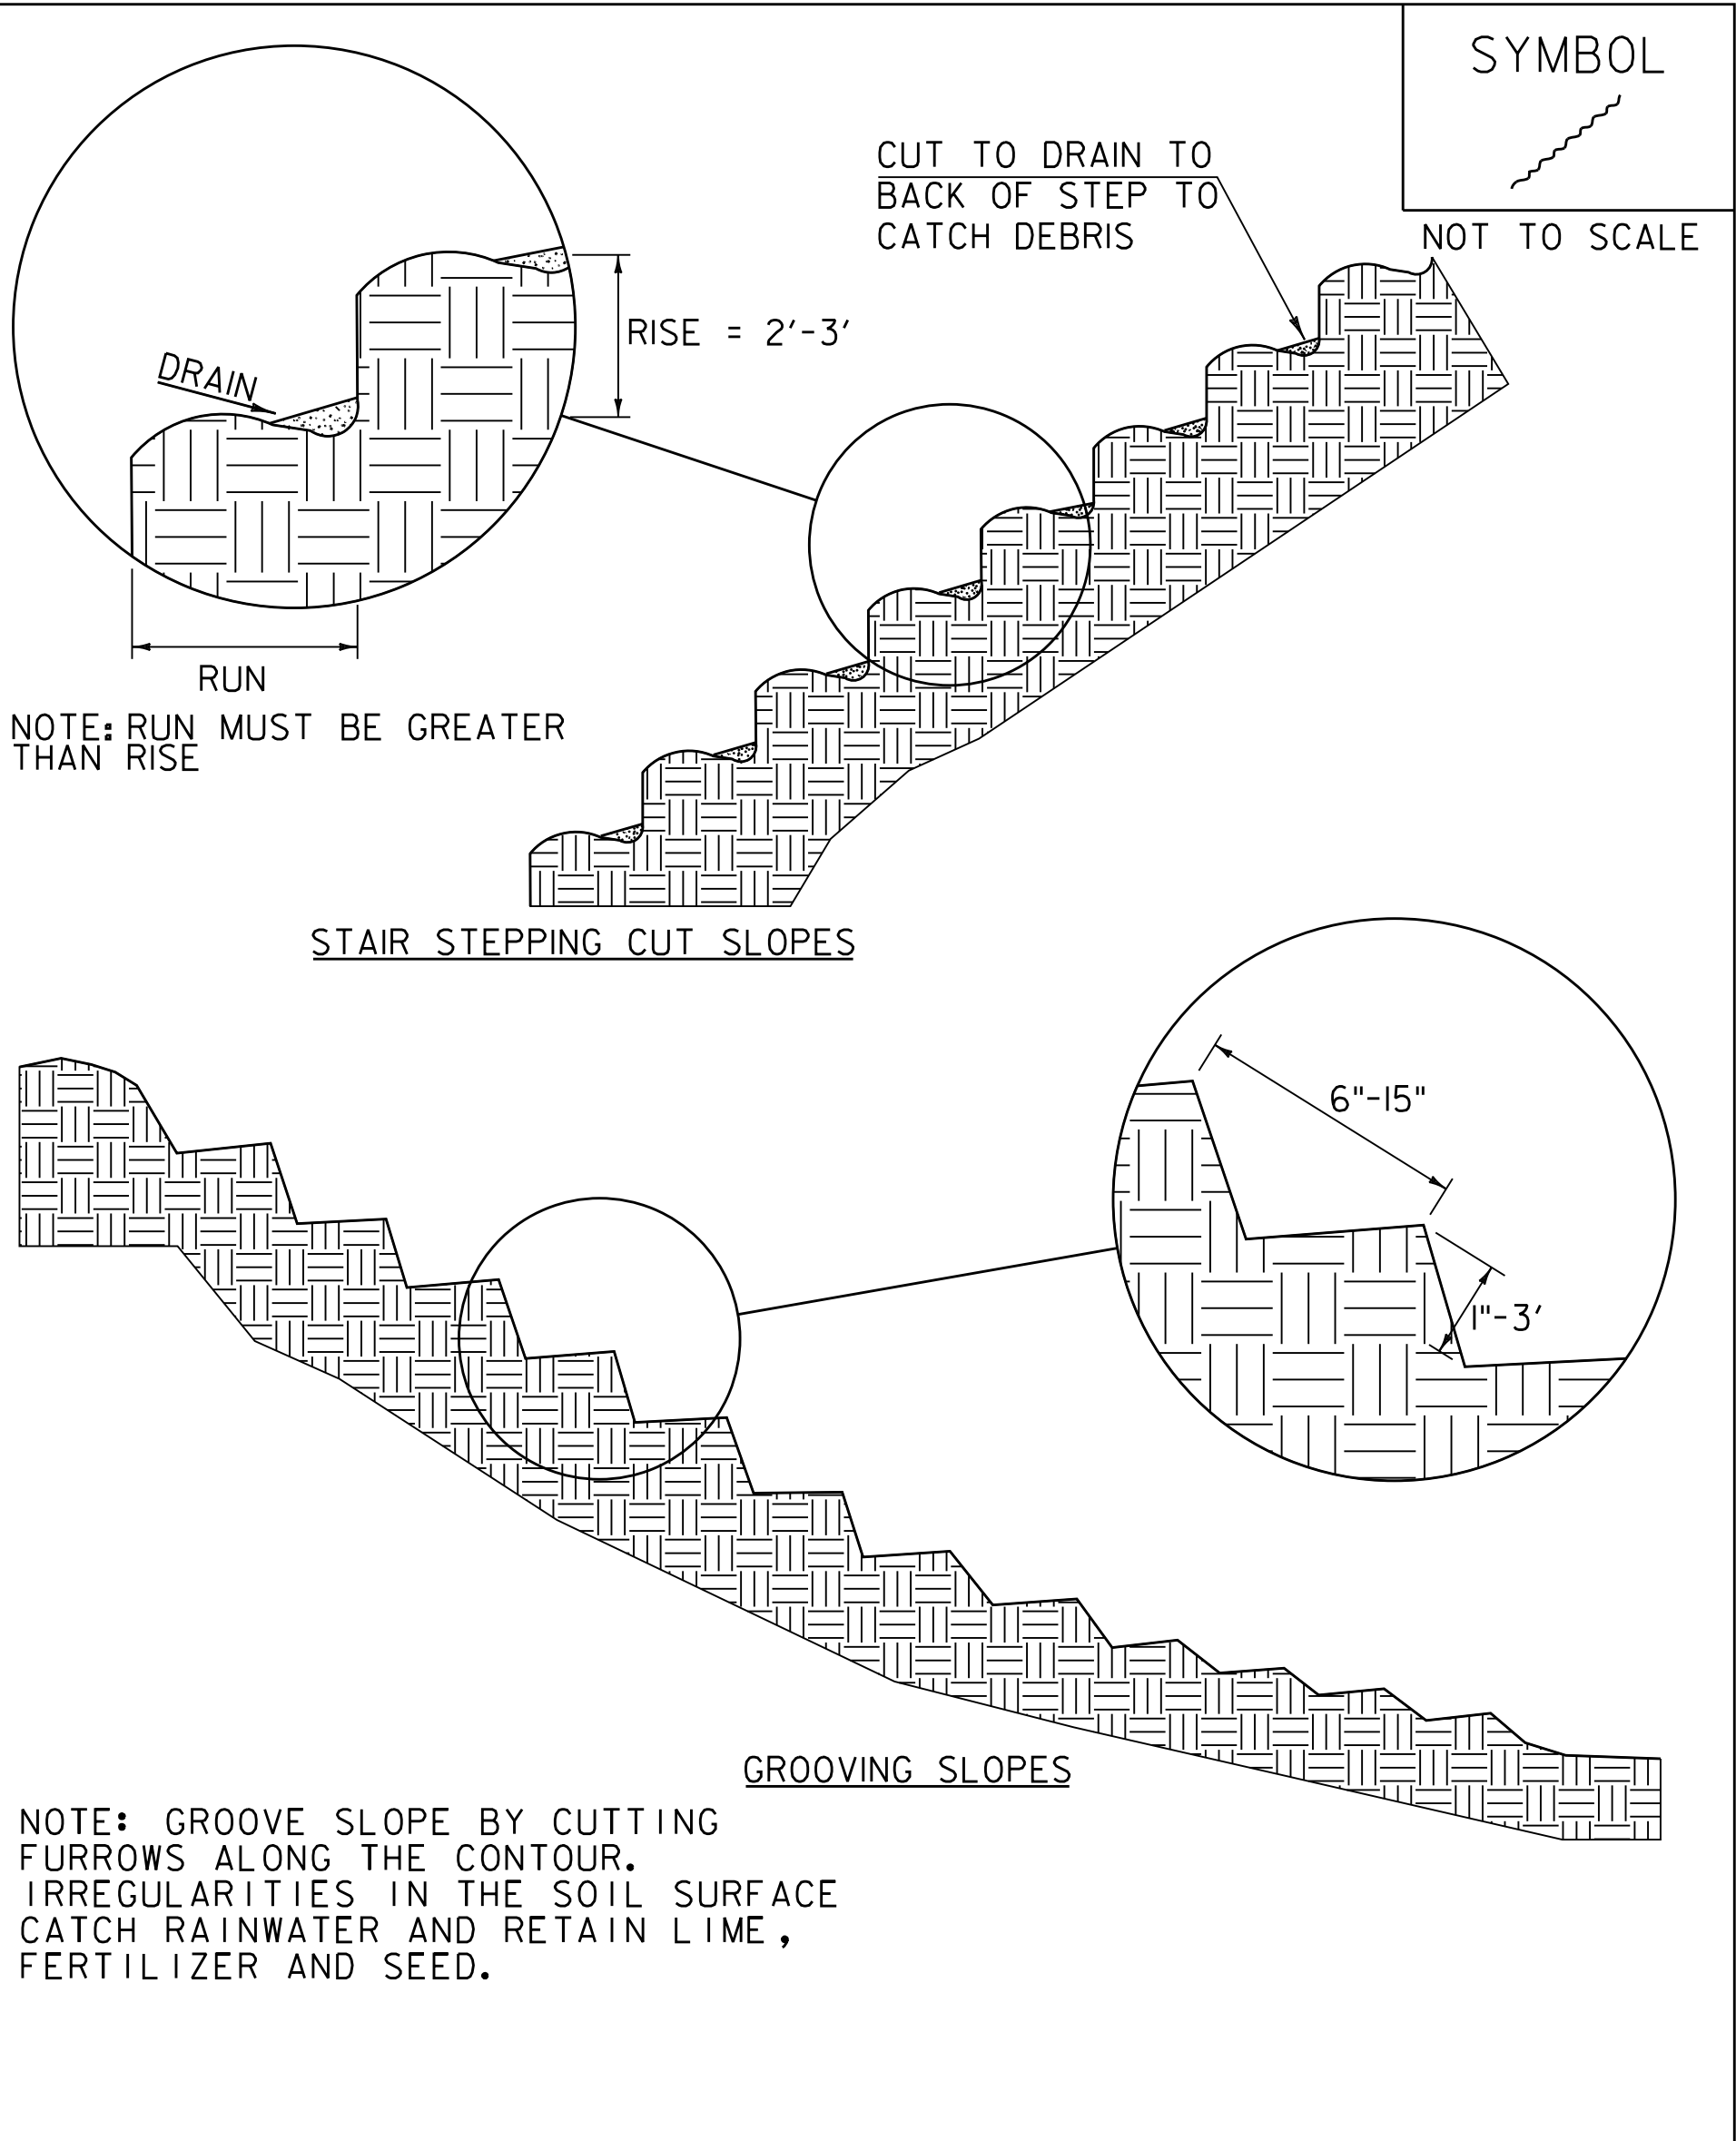 SYMBOL
NOT TO SCALE
CUT TO DRAIN TO
BACK OF STEP TO
CATCH DEBRIS
RISE = 2'-3'
DRAIN
RUN
NOTE: RUN MUST BE GREATER
THAN RISE
STAIR STEPPING CUT SLOPES
6"-15"
1"-3'
GROOVING SLOPES
NOTE: GROOVE SLOPE BY CUTTING
FURROWS ALONG THE CONTOUR.
IRREGULARITIES IN THE SOIL SURFACE
CATCH RAINWATER AND RETAIN LIME,
FERTILIZER AND SEED.